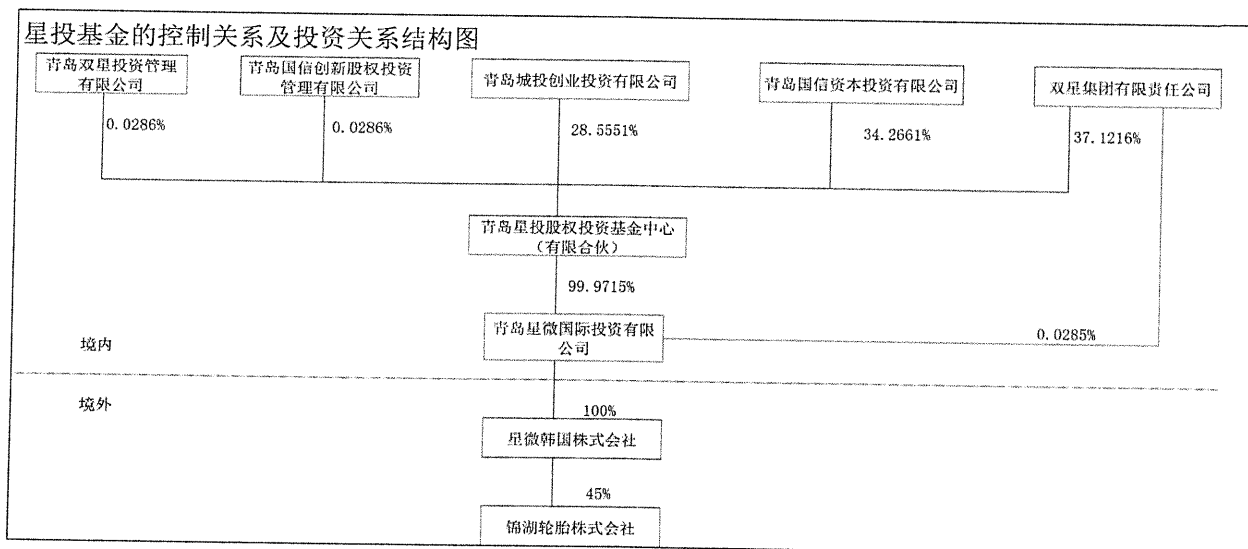 星投基金的控制关系及投资关系结构图
青岛双星投资管理
有限公司
青岛国信创新股权投资
管理有限公司
青岛城投创业投资有限公司
青岛国信资本投资有限公司
双星集团有限责任公司
0.0286%
0.0286%
28.5551%
34.2661%
37.1216%
青岛星投股权投资基金中心
（有限合伙）
99.9715%
青岛星微国际投资有限
公司
0.0285%
境内
境外
100%
星微韩国株式会社
45%
锦湖轮胎株式会社